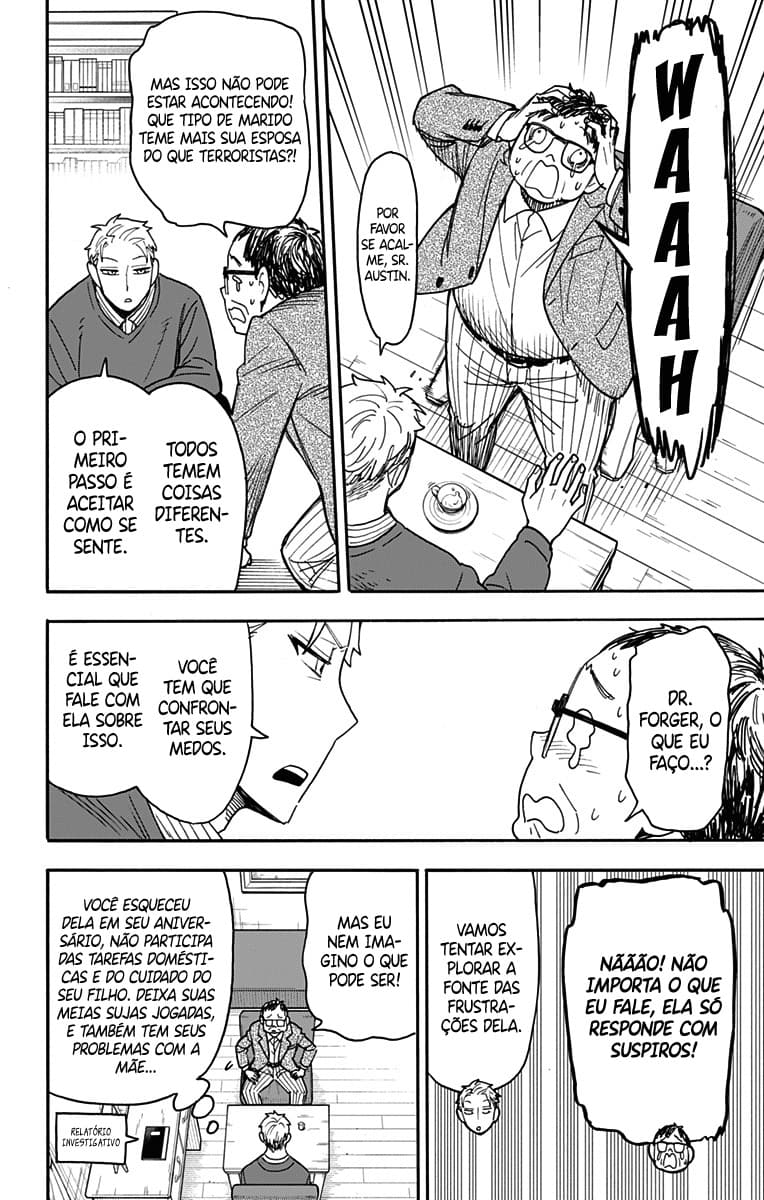 WAAAH
POR
FAVOR
SE ACAL-
ME, SR.
AUSTIN.
MAS ISSO NÃO PODE
ESTAR ACONTECENDO!
QUE TIPO DE MARIDO
TEME MAIS SUA ESPOSA
DO QUE TERRORISTAS?!
TODOS
TEMEM
COISAS
DIFEREN-
TES.
O PRI-
MEIRO
PASSO É
ACEITAR
COMO SE
SENTE.
DR.
FORGER, O
QUE EU
FAÇO...?
VOCÊ
TEM QUE
CONFRON-
TAR SEUS
MEDOS.
É ESSEN-
CIAL QUE
FALE COM
ELA SOBRE
ISSO.
NÃÃÃO! NÃO
IMPORTA O QUE
EU FALE, ELA SÓ
RESPONDE COM
SUSPIROS!
VAMOS
TENTAR EX-
PLORAR A
FONTE DAS
FRUSTRA-
ÇÕES DELA.
MAS EU
NEM IMA-
GINO O QUE
PODE SER!
VOCÊ ESQUECEU
DELA EM SEU ANIVER-
SÁRIO, NÃO PARTICIPA
DAS TAREFAS DOMÉSTI-
CAS E DO CUIDADO DO
SEU FILHO. DEIXA SUAS
MEIAS SUJAS JOGADAS,
E TAMBÉM TEM SEUS
PROBLEMAS COM A
MÃE...
RELATÓRIO
INVESTIGATIVO